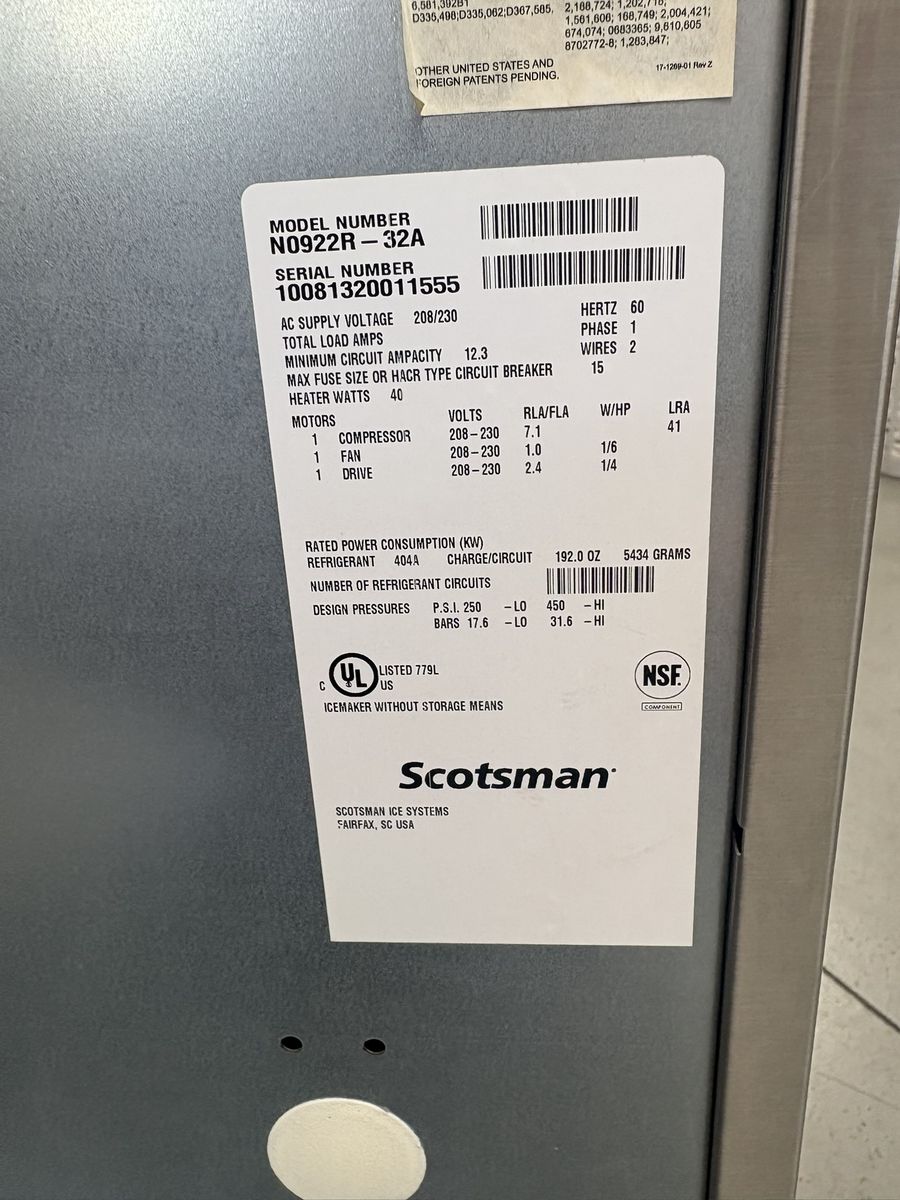 6,581,392B1
D335,498;D335,062;D367,565.
2,168,724; 1,202,718;
1,561,606; 168,749; 2,004,421;
674,074; 0683365; 9,810,605
8702772-8; 1,283,847;
OTHER UNITED STATES AND
FOREIGN PATENTS PENDING.
17-1269-01 Rev Z
MODEL NUMBER
N0922R-32A
SERIAL NUMBER
10081320011555
AC SUPPLY VOLTAGE 208/230 HERTZ 60
TOTAL LOAD AMPS PHASE 1
MINIMUM CIRCUIT AMPACITY 12.3 WIRES 2
MAX FUSE SIZE OR HACR TYPE CIRCUIT BREAKER 15
HEATER WATTS 40
MOTORS VOLTS RLA/FLA W/HP LRA
1 COMPRESSOR 208-230 7.1 41
1 FAN 208-230 1.0 1/6
1 DRIVE 208-230 2.4 1/4
RATED POWER CONSUMPTION (KW)
REFRIGERANT 404A CHARGE/CIRCUIT 192.0 OZ 5434 GRAMS
NUMBER OF REFRIGERANT CIRCUITS
DESIGN PRESSURES P.S.I. 250 -LO 450 -HI
BARS 17.6 -LO 31.6 -HI
C UL LISTED 779L
US
NSF.
COMPONENT
ICEMAKER WITHOUT STORAGE MEANS
Scotsman
SCOTSMAN ICE SYSTEMS
FAIRFAX, SC USA